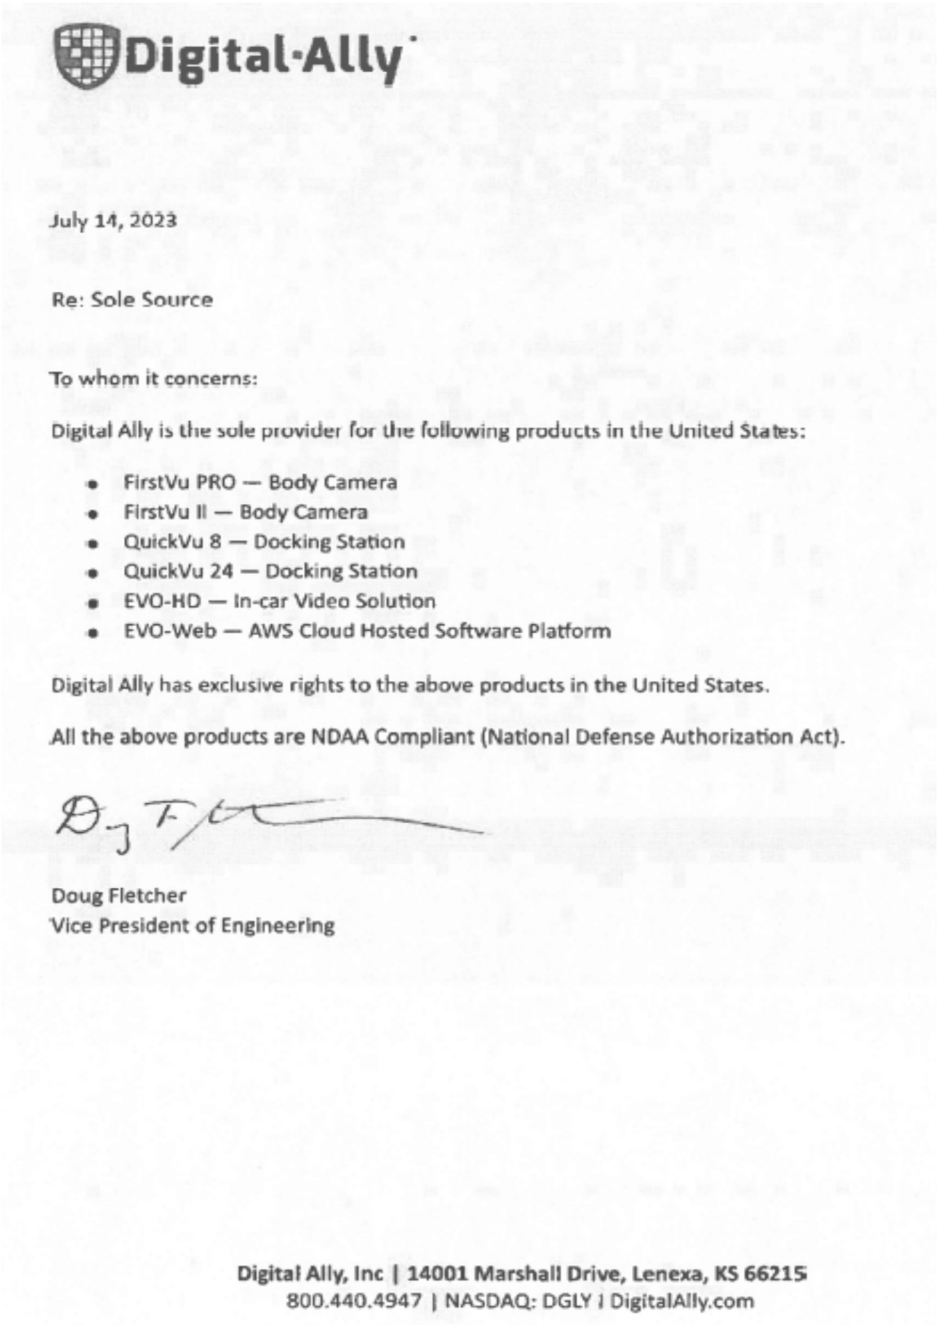 Digital·Ally
July 14, 2023
Re: Sole Source
To whom it concerns:
Digital Ally is the sole provider for the following products in the United States:
• FirstVu PRO — Body Camera
• FirstVu II — Body Camera
• QuickVu 8 — Docking Station
• QuickVu 24 — Docking Station
• EVO-HD — In-car Video Solution
• EVO-Web — AWS Cloud Hosted Software Platform
Digital Ally has exclusive rights to the above products in the United States.
All the above products are NDAA Compliant (National Defense Authorization Act).
Doug Fletcher
Vice President of Engineering
Digital Ally, Inc | 14001 Marshall Drive, Lenexa, KS 66215
800.440.4947 | NASDAQ: DGLY | DigitalAlly.com